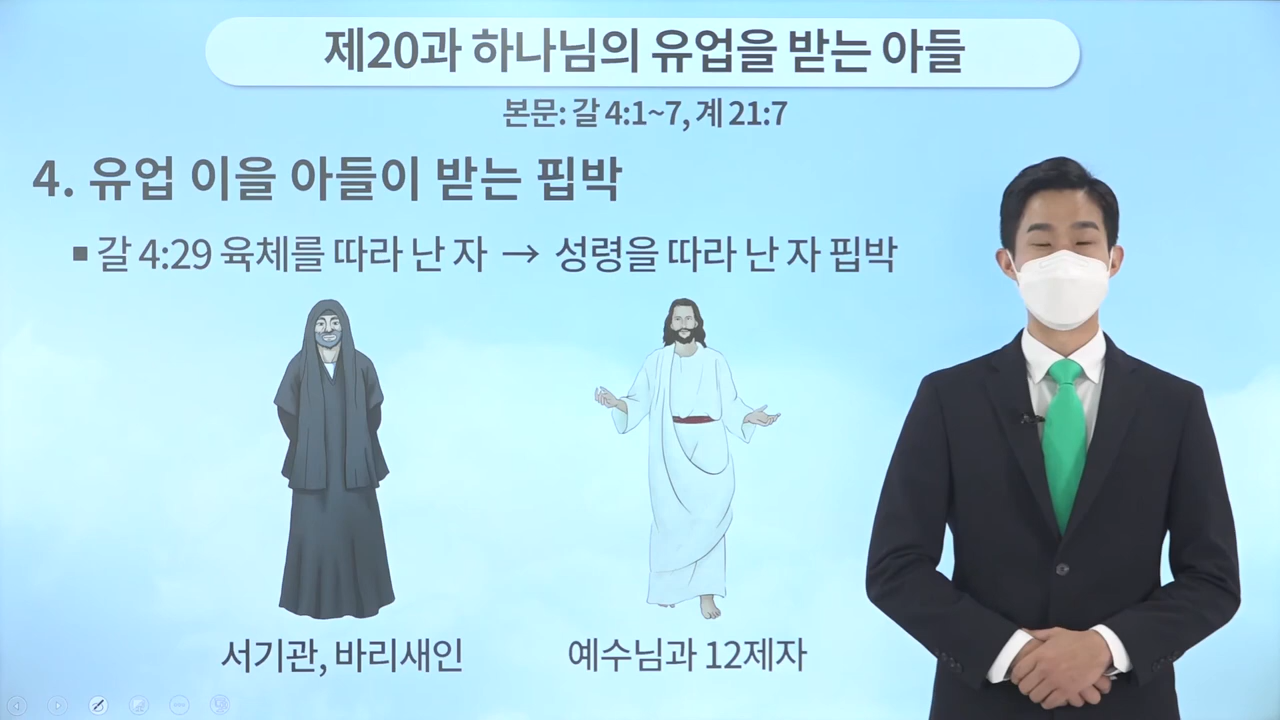 제20과 하나님의 유업을 받는 아들
본문: 갈 4:1~7, 계 21:7
4. 유업 이을 아들이 받는 핍박
▪ 갈 4:29 육체를 따라 난 자 → 성령을 따라 난 자 핍박
서기관, 바리새인
예수님과 12제자